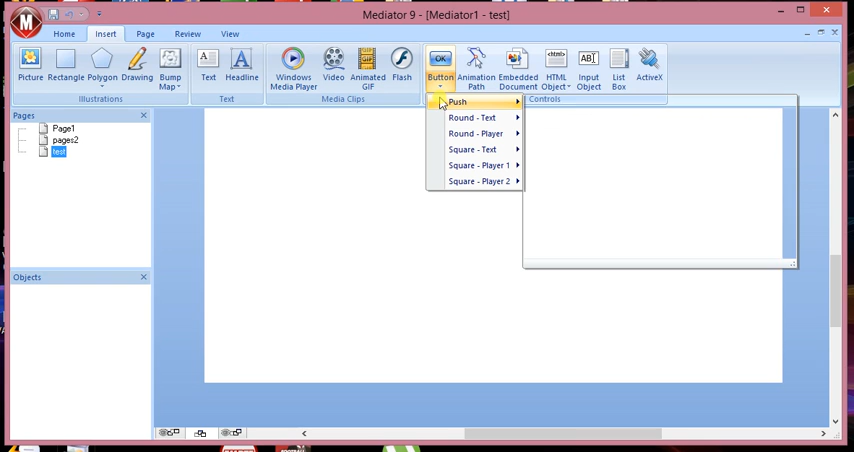 Mediator 9 - [Mediator1 - test]
Home Insert Page Review View
Picture Rectangle Polygon Drawing Bump Map Text Headline Windows Media Player Video Animated GIF Flash Button Animation Path Embedded Document HTML Object Input Object List Box ActiveX
Illustrations Text Media Clips Controls
Pages
Page1
pages2
test
Objects
Push
Round - Text
Round - Player
Square - Text
Square - Player 1
Square - Player 2